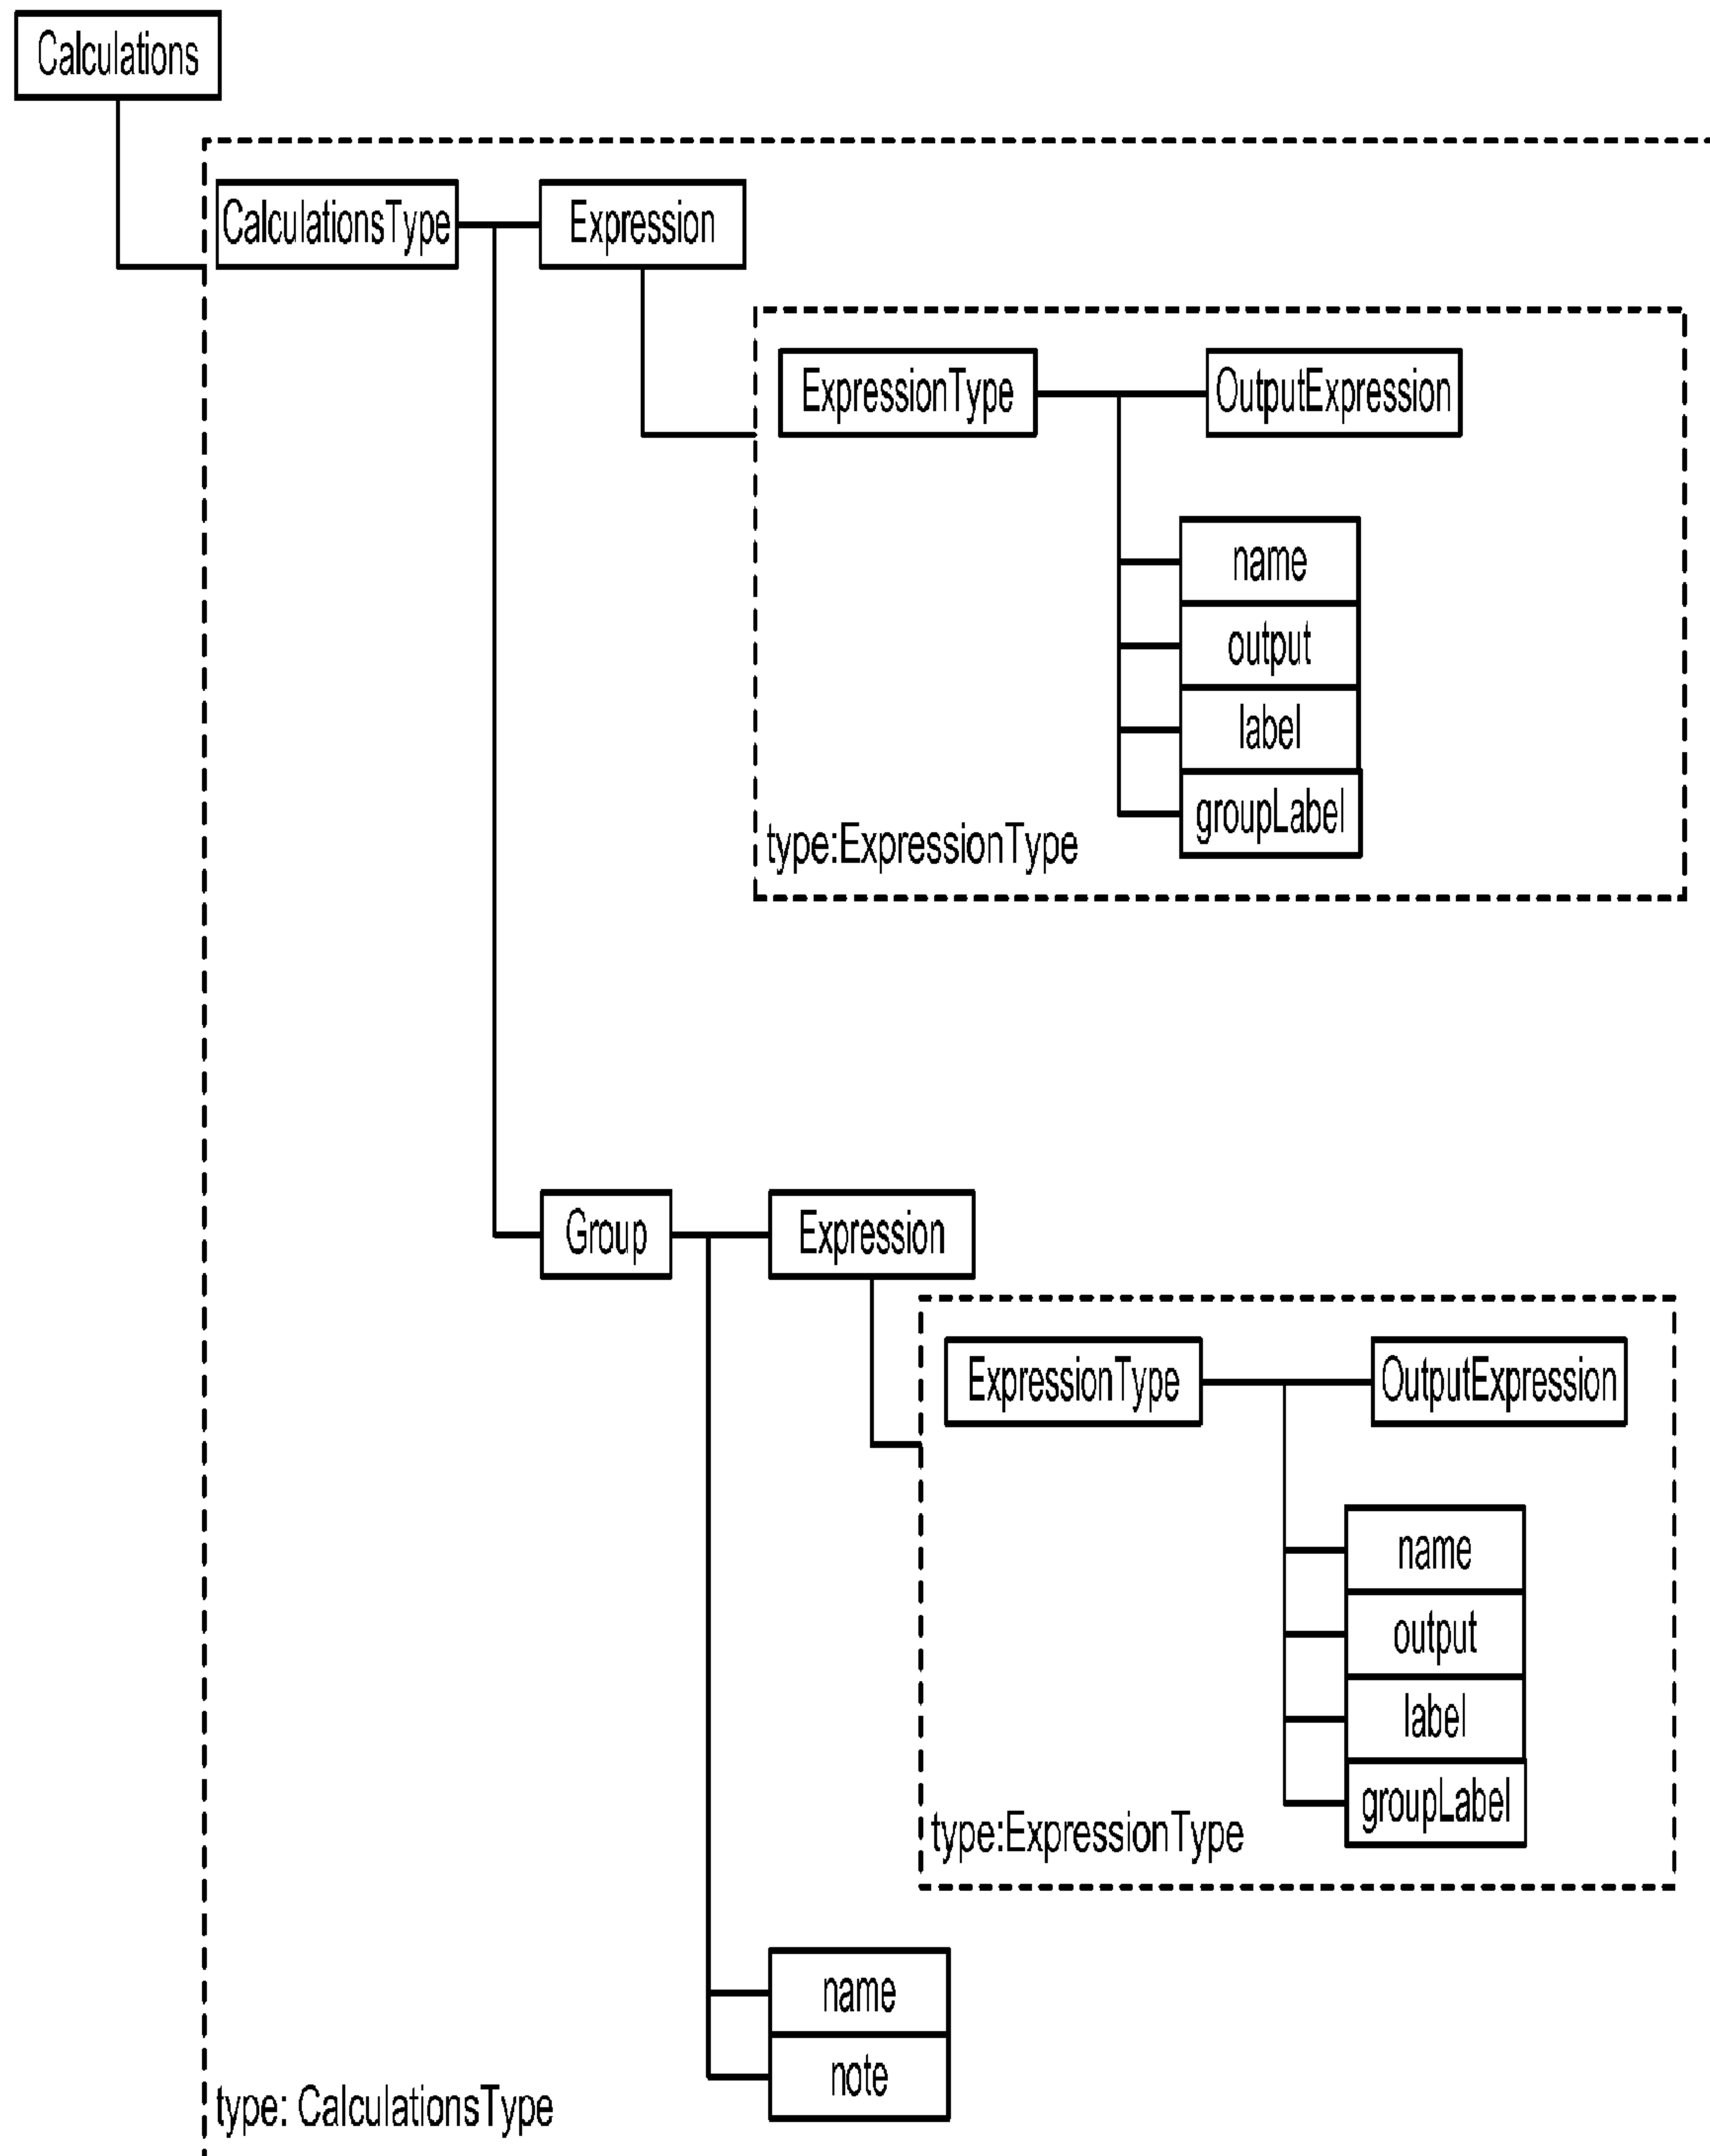 Calculations
CalculationsType
Expression
ExpressionType
OutputExpression
name
output
label
groupLabel
type:ExpressionType
Group
Expression
ExpressionType
OutputExpression
name
output
label
groupLabel
type:ExpressionType
name
note
type: CalculationsType